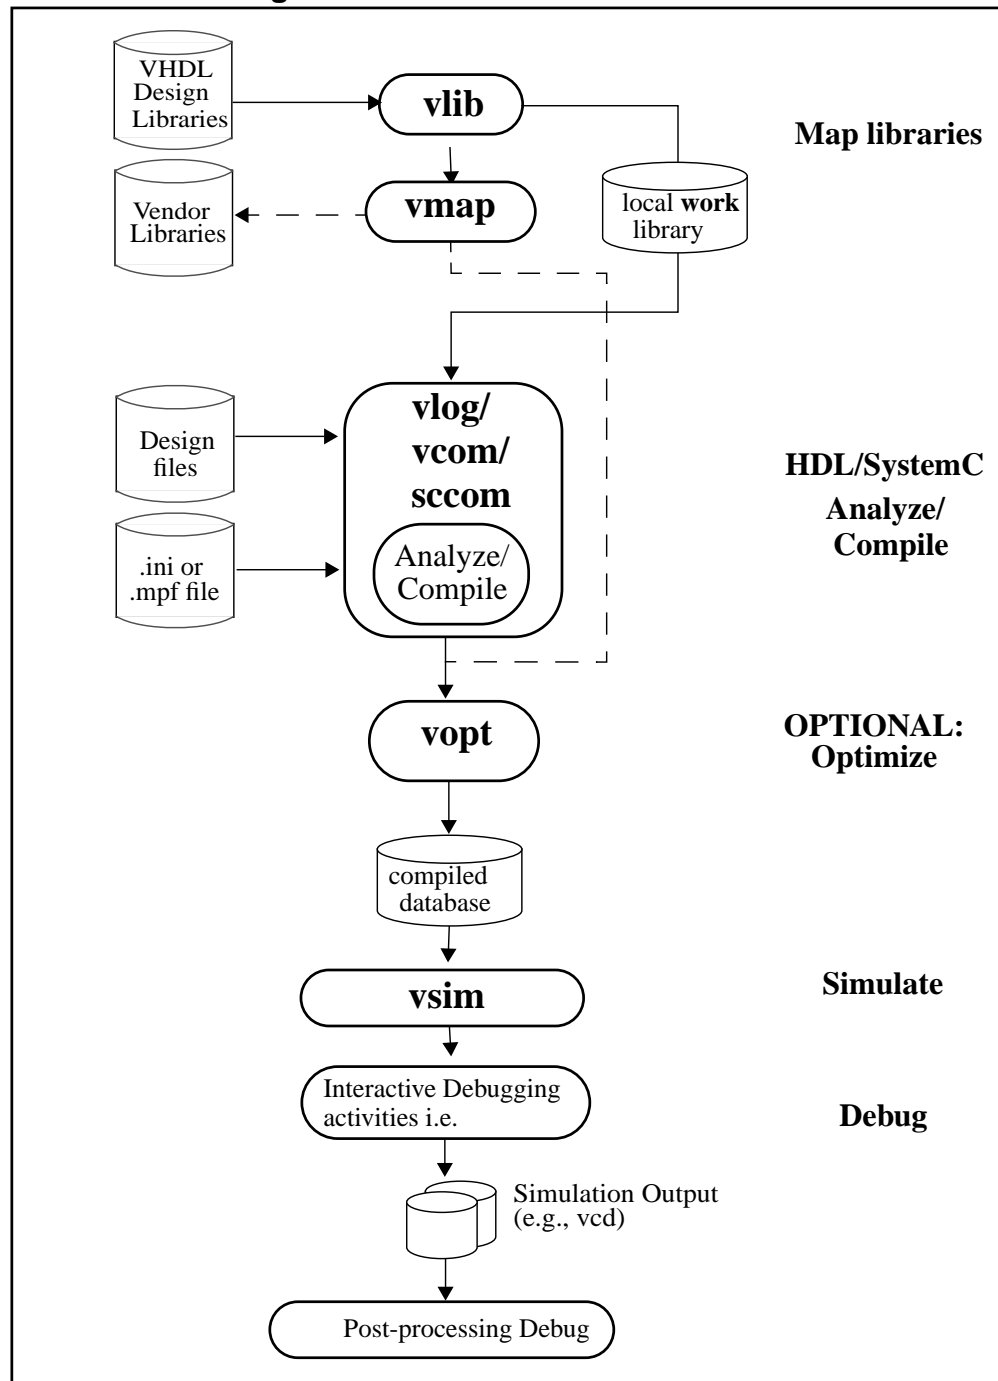 VHDL
Design
Libraries
vlib
Map libraries
Vendor
Libraries
vmap
local work
library
Design
files
vlog/
vcom/
sccom
HDL/SystemC
Analyze/
Compile
.ini or
.mpf file
Analyze/
Compile
vopt
OPTIONAL:
Optimize
compiled
database
vsim
Simulate
Interactive Debugging
activities i.e.
Debug
Simulation Output
(e.g., vcd)
Post-processing Debug